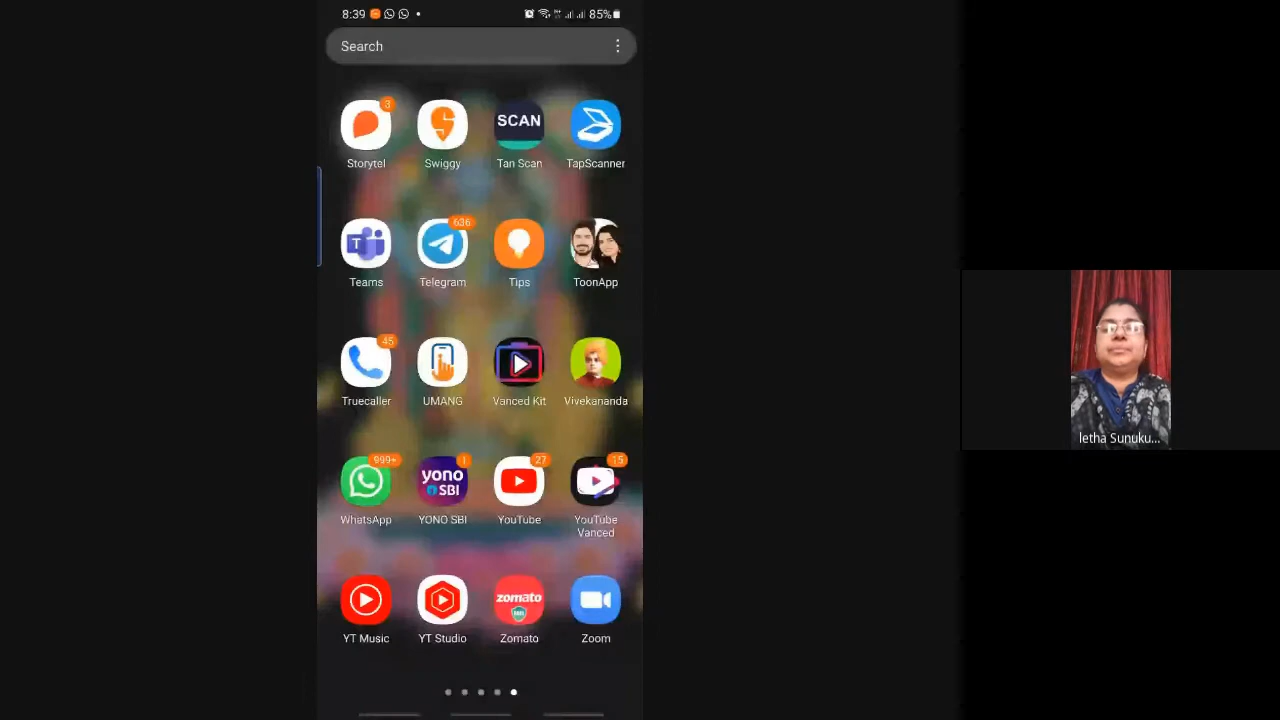 8:39
85%
Search
3
SCAN
Storytel
Swiggy
Tan Scan
TapScanner
636
T
Teams
Telegram
Tips
ToonApp
45
Truecaller
UMANG
Vanced Kit
Vivekananda
999+
1
27
15
yono
SBI
WhatsApp
YONO SBI
YouTube
YouTube
Vanced
zomato
YT Music
YT Studio
Zomato
Zoom
letha Sunuku...